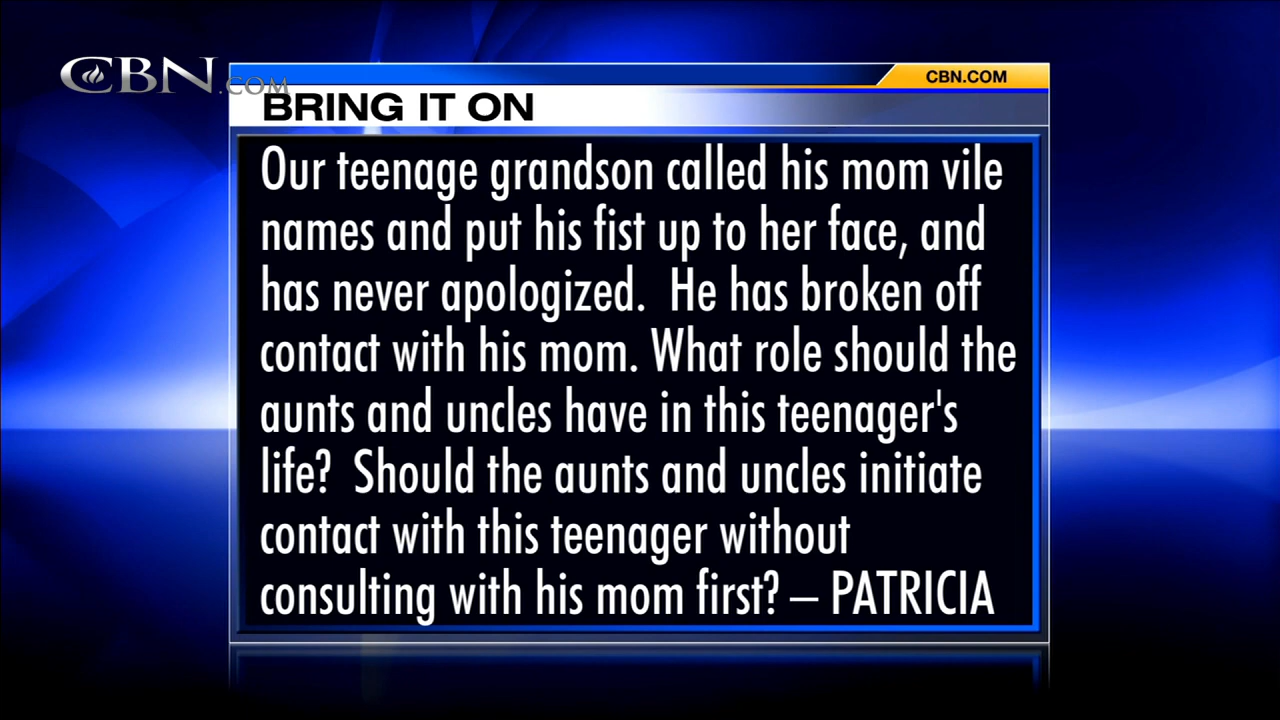 CBN.COM
CBN.COM
BRING IT ON
Our teenage grandson called his mom vile
names and put his fist up to her face, and
has never apologized.  He has broken off
contact with his mom. What role should the
aunts and uncles have in this teenager's
life?  Should the aunts and uncles initiate
contact with this teenager without
consulting with his mom first? – PATRICIA